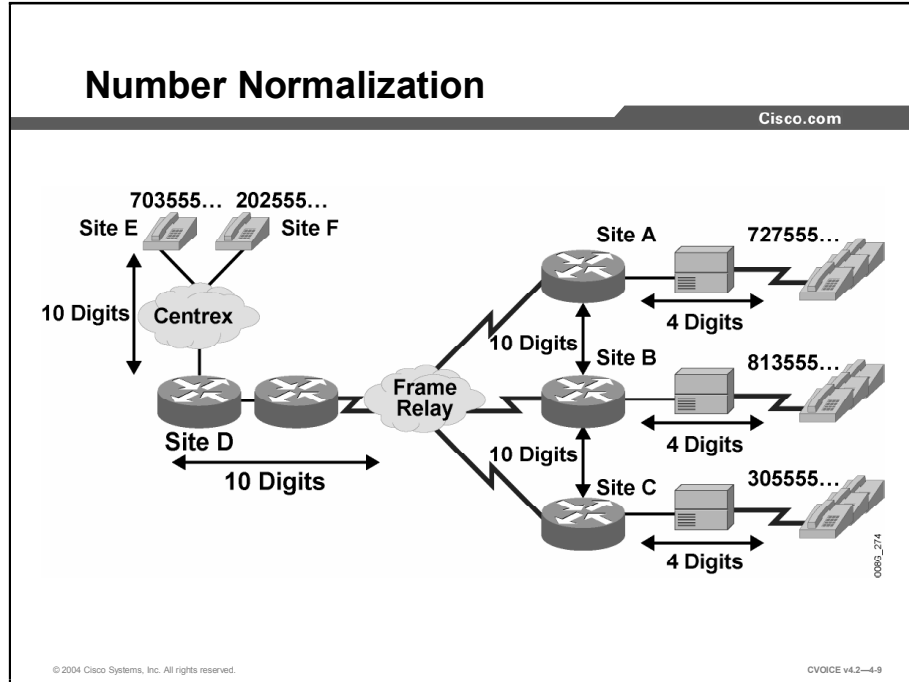 Number Normalization
Cisco.com
703555... 202555...
Site E
Site F
10 Digits
Centrex
Site D
10 Digits
Frame
Relay
Site A
727555...
4 Digits
10 Digits
Site B
813555...
4 Digits
10 Digits
Site C
305555...
4 Digits
008G_274
© 2004 Cisco Systems, Inc. All rights reserved.
CVOICE v4.2—4-9